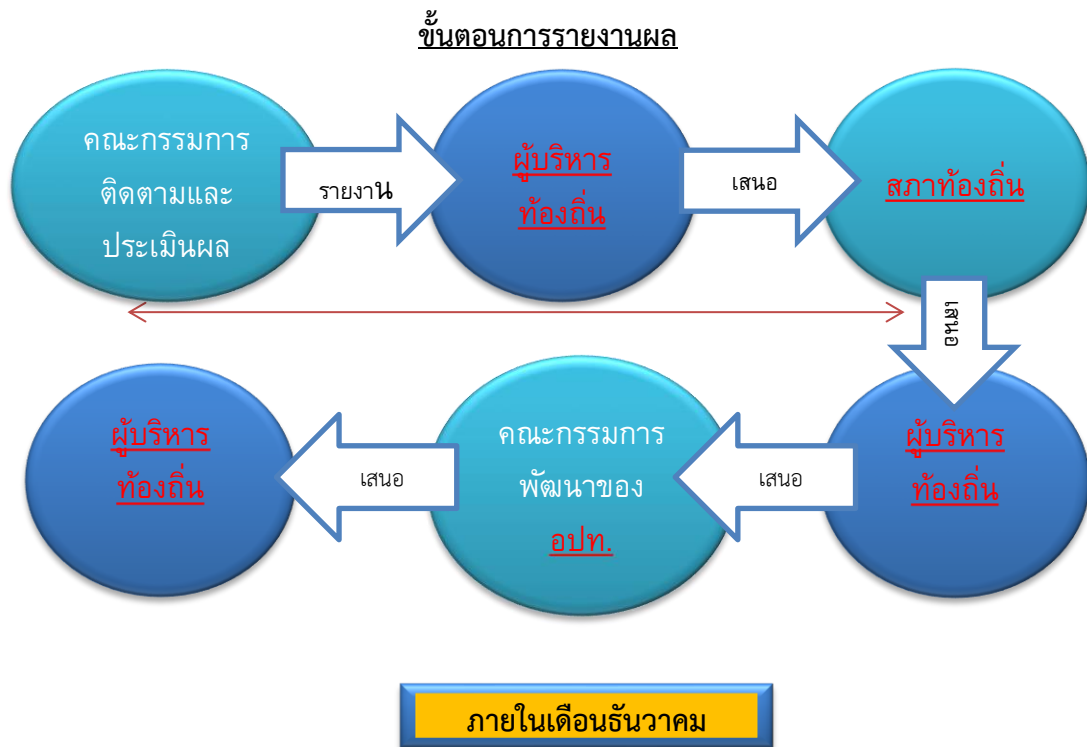 ขั้นตอนการรายงานผล
คณะกรรมการ
ติดตามและ
ประเมินผล
รายงาน
ผู้บริหาร
ท้องถิ่น
เสนอ
สภาท้องถิ่น
เสนอ
ผู้บริหาร
ท้องถิ่น
เสนอ
คณะกรรมการ
พัฒนาของ
อปท.
เสนอ
ผู้บริหาร
ท้องถิ่น
ภายในเดือนธันวาคม